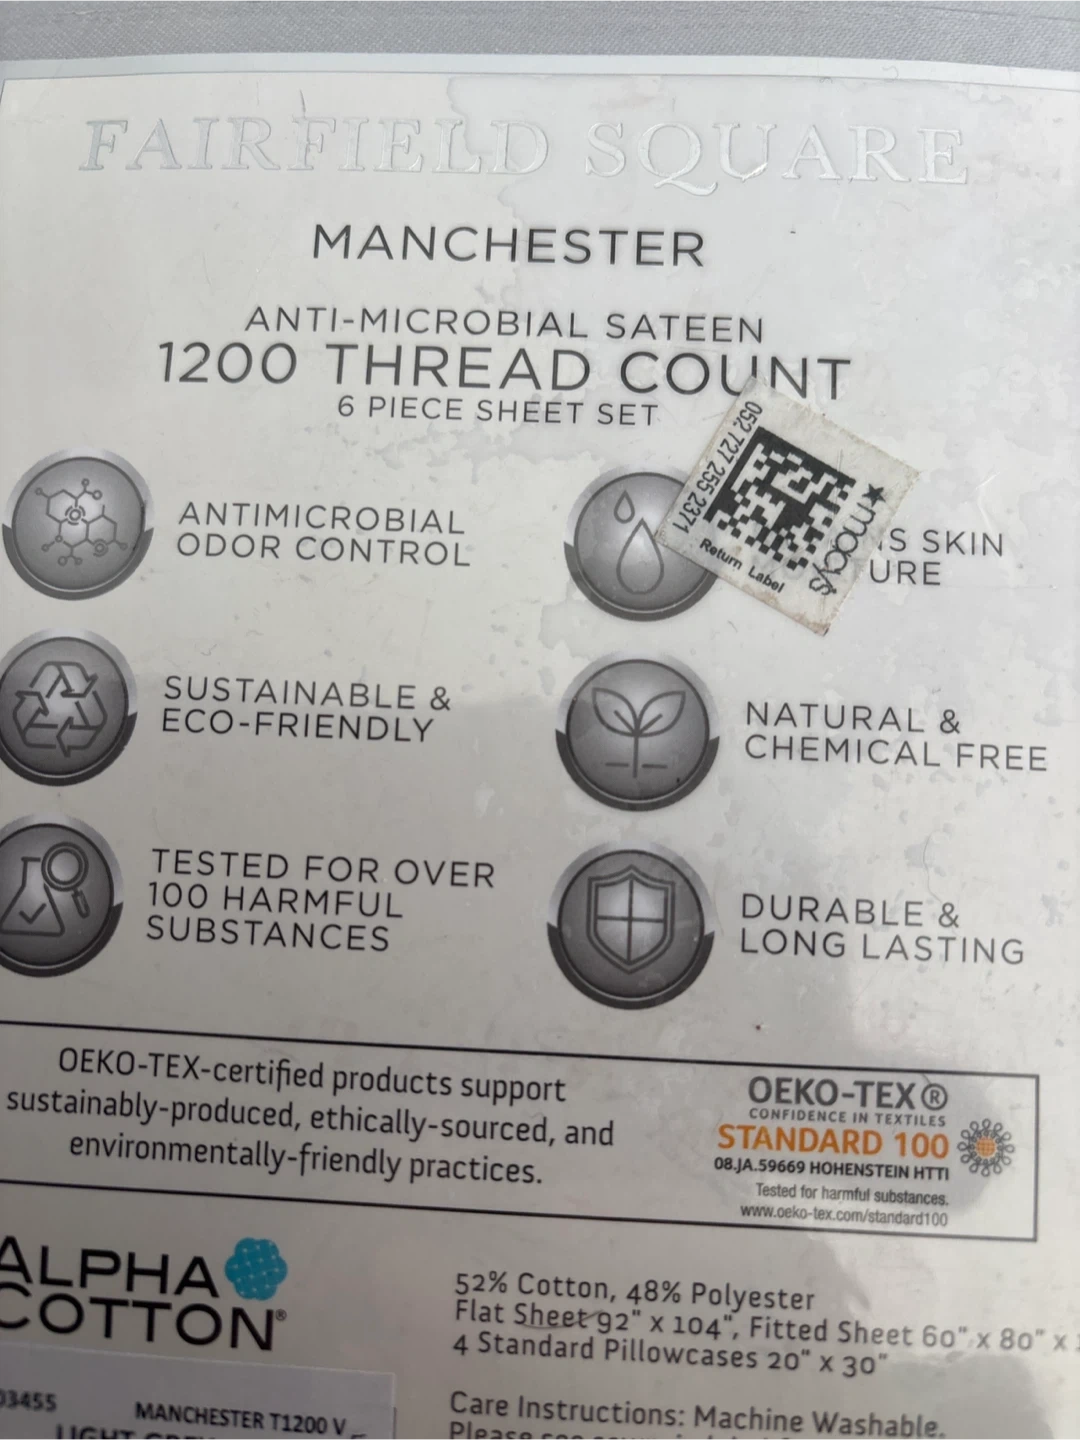 FAIRFIELD SQUARE
MANCHESTER
ANTI-MICROBIAL SATEEN
1200 THREAD COUNT
6 PIECE SHEET SET
052 727 255 2371
Return Label
★macys
ANTIMICROBIAL
ODOR CONTROL
SKIN
SUSTAINABLE &
ECO-FRIENDLY
NATURAL &
CHEMICAL FREE
TESTED FOR OVER
100 HARMFUL
SUBSTANCES
DURABLE &
LONG LASTING
OEKO-TEX-certified products support
sustainably-produced, ethically-sourced, and
environmentally-friendly practices.
OEKO-TEX®
CONFIDENCE IN TEXTILES
STANDARD 100
08.JA.59669 HOHENSTEIN HTTI
Tested for harmful substances.
www.oeko-tex.com/standard100
ALPHA
COTTON®
52% Cotton, 48% Polyester
Flat Sheet 92" x 104", Fitted Sheet 60" x 80" x
4 Standard Pillowcases 20" x 30"
Care Instructions: Machine Washable.
Please see
03455
MANCHESTER T1200 V
LIGHT